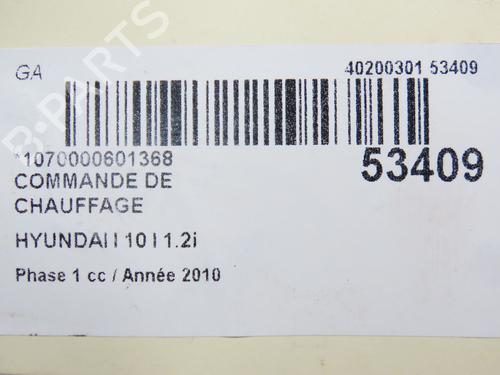 GA
40200301 53409
*1070000601368
53409
COMMANDE DE
CHAUFFAGE
HYUNDAI I 10 I 1.2i
Phase 1 cc / Année 2010
B-PARTS